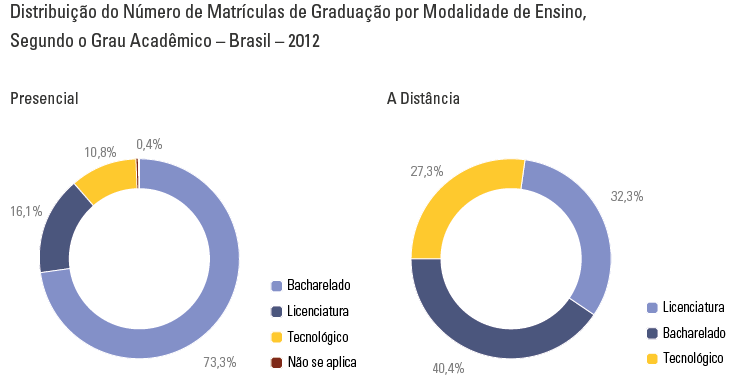 Distribuição do Número de Matrículas de Graduação por Modalidade de Ensino,
Segundo o Grau Acadêmico – Brasil – 2012
Presencial
0,4%
10,8%
16,1%
73,3%
Bacharelado
Licenciatura
Tecnológico
Não se aplica
A Distância
27,3%
32,3%
40,4%
Licenciatura
Bacharelado
Tecnológico